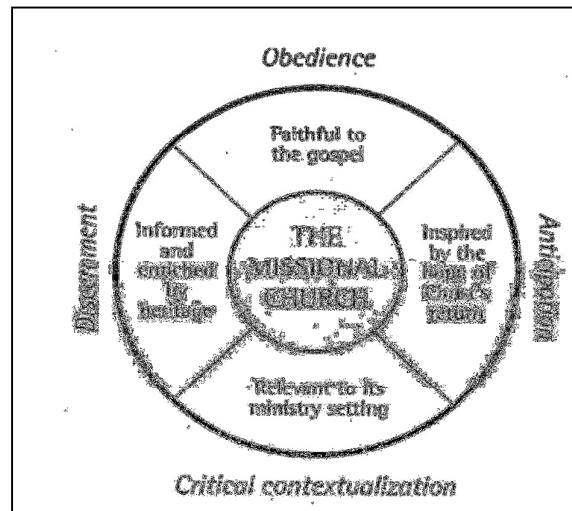 Obedience
Faithful to
the gospel
Discernment
Informed
and
enriched
by
heritage
THE
MISSIONAL
CHURCH
Inspired
by the
hope of
Christ's
return
Anticipation
Relevant to its
ministry setting
Critical contextualization